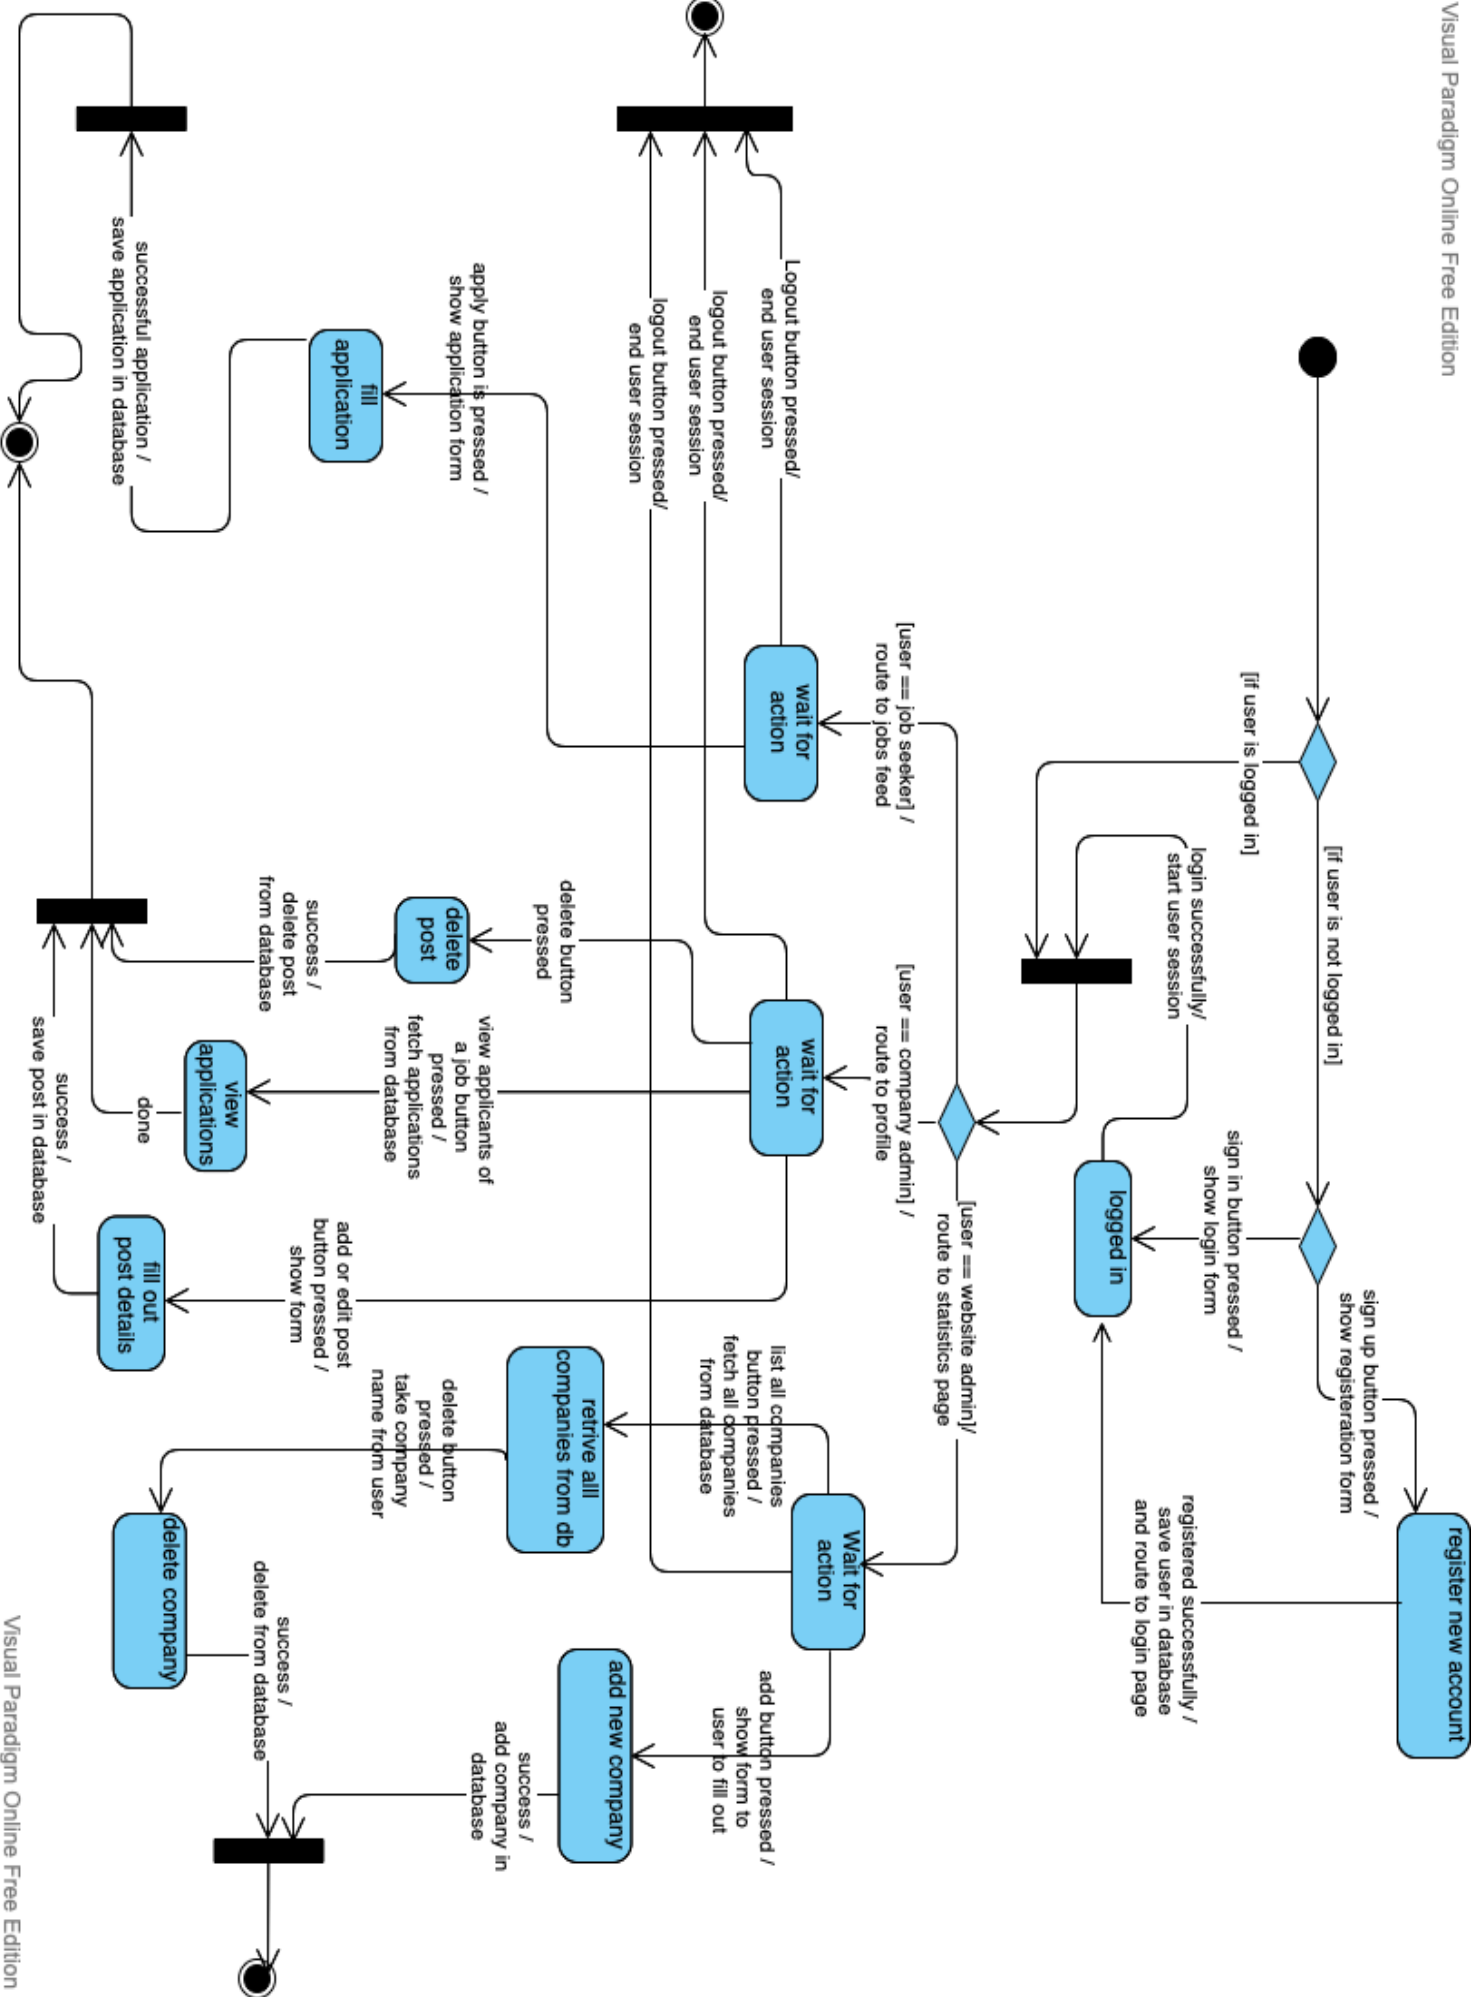 Visual Paradigm Online Free Edition
[if user is not logged in]
[if user is logged in]
sign up button pressed /
show registeration form
register new account
sign in button pressed /
show login form
login successfully/
start user session
registered successfully /
save user in database
and route to login page
logged in
[user == job seeker] /
route to jobs feed
[user == company admin] /
route to profile
[user == website admin]/
route to statistics page
wait for
action
wait for
action
Wait for
action
Logout button pressed/
end user session
logout button pressed/
end user session
logout button pressed/
end user session
list all companies
button pressed /
fetch all companies
from database
add button pressed /
show form to
user to fill out
add new company
retrive alll
companies from db
delete button
pressed
apply button is pressed /
show application form
view applicants of
a job button
pressed /
fetch applications
from database
delete
post
fill
application
success /
add company in
database
delete button
pressed /
take company
name from user
add or edit post
button pressed /
show form
success /
delete post
from database
success /
delete from database
view
applications
delete company
fill out
post details
successful application /
save application in database
done
success /
save post in database
Visual Paradigm Online Free Edition